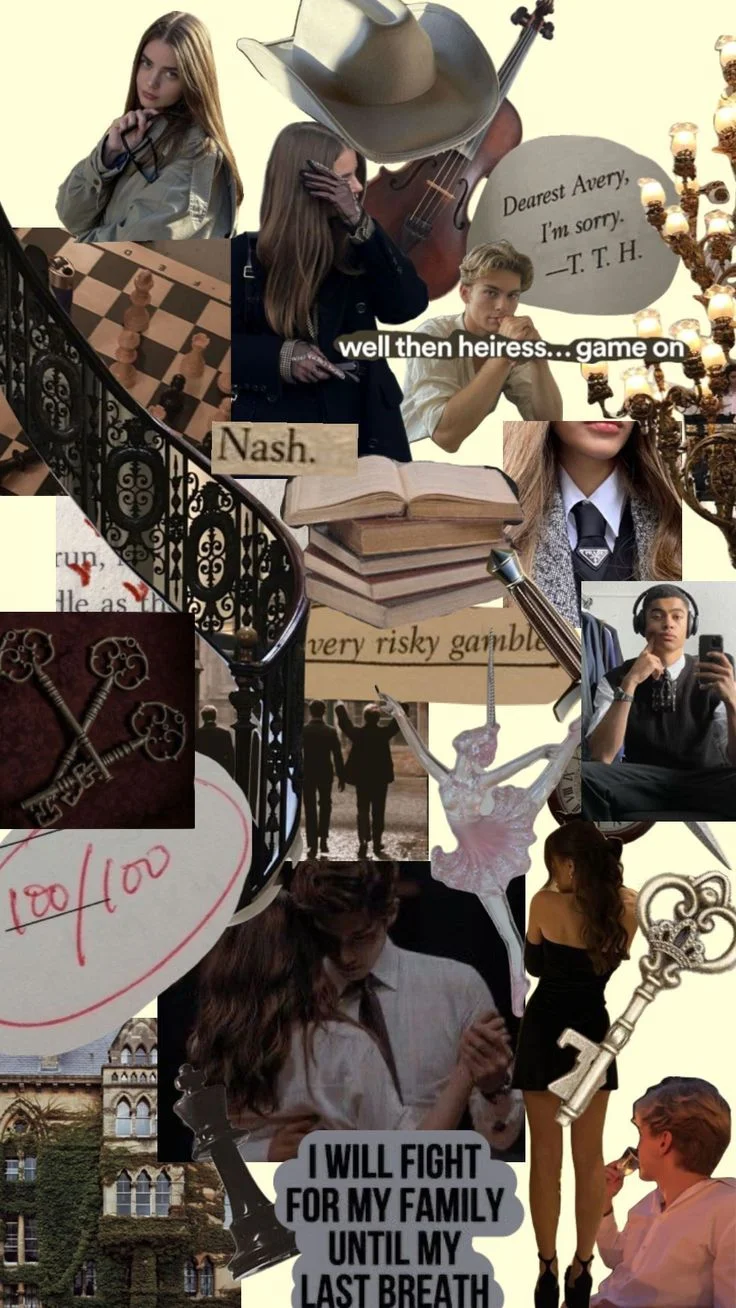 Dearest Avery,
I'm sorry.
—T. T. H.
well then heiress... game on
Nash.
run,
dle as th
very risky gamble
100/100
I WILL FIGHT
FOR MY FAMILY
UNTIL MY
LAST BREATH